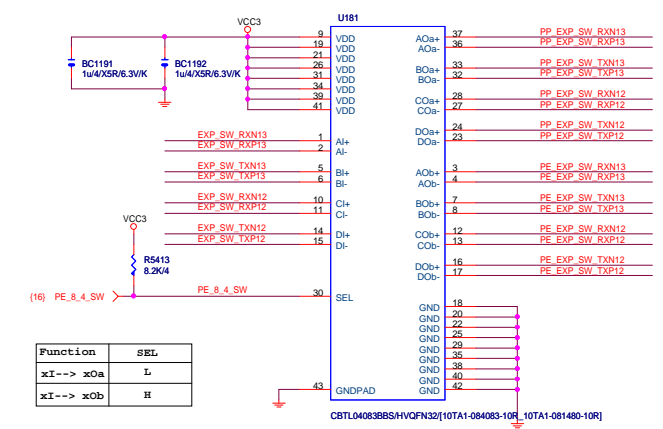 U181
VCC3
BC1191
1u/4/X5R/6.3V/K
BC1192
1u/4/X5R/6.3V/K
9 VDD
19 VDD
21 VDD
26 VDD
31 VDD
34 VDD
39 VDD
41 VDD
EXP_SW_RXN13 1 AI+
EXP_SW_RXP13 2 AI-
EXP_SW_TXN13 5 BI+
EXP_SW_TXP13 6 BI-
EXP_SW_RXN12 10 CI+
EXP_SW_RXP12 11 CI-
EXP_SW_TXN12 14 DI+
EXP_SW_TXP12 15 DI-
VCC3
R5413
8.2K/4
{16} PE_8_4_SW PE_8_4_SW 30 SEL
43 GNDPAD
AOa+ 37 PP_EXP_SW_RXN13
AOa- 36 PP_EXP_SW_RXP13
BOa+ 33 PP_EXP_SW_TXN13
BOa- 32 PP_EXP_SW_TXP13
COa+ 28 PP_EXP_SW_RXN12
COa- 27 PP_EXP_SW_RXP12
DOa+ 24 PP_EXP_SW_TXN12
DOa- 23 PP_EXP_SW_TXP12
AOb+ 3 PE_EXP_SW_RXN13
AOb- 4 PE_EXP_SW_RXP13
BOb+ 7 PE_EXP_SW_TXN13
BOb- 8 PE_EXP_SW_TXP13
COb+ 12 PE_EXP_SW_RXN12
COb- 13 PE_EXP_SW_RXP12
DOb+ 16 PE_EXP_SW_TXN12
DOb- 17 PE_EXP_SW_TXP12
GND 18
GND 20
GND 22
GND 25
GND 29
GND 35
GND 38
GND 40
GND 42
CBTL04083BBS/HVQFN32/[10TA1-084083-10R_10TA1-081480-10R]
Function SEL
xI--> xOa L
xI--> xOb H